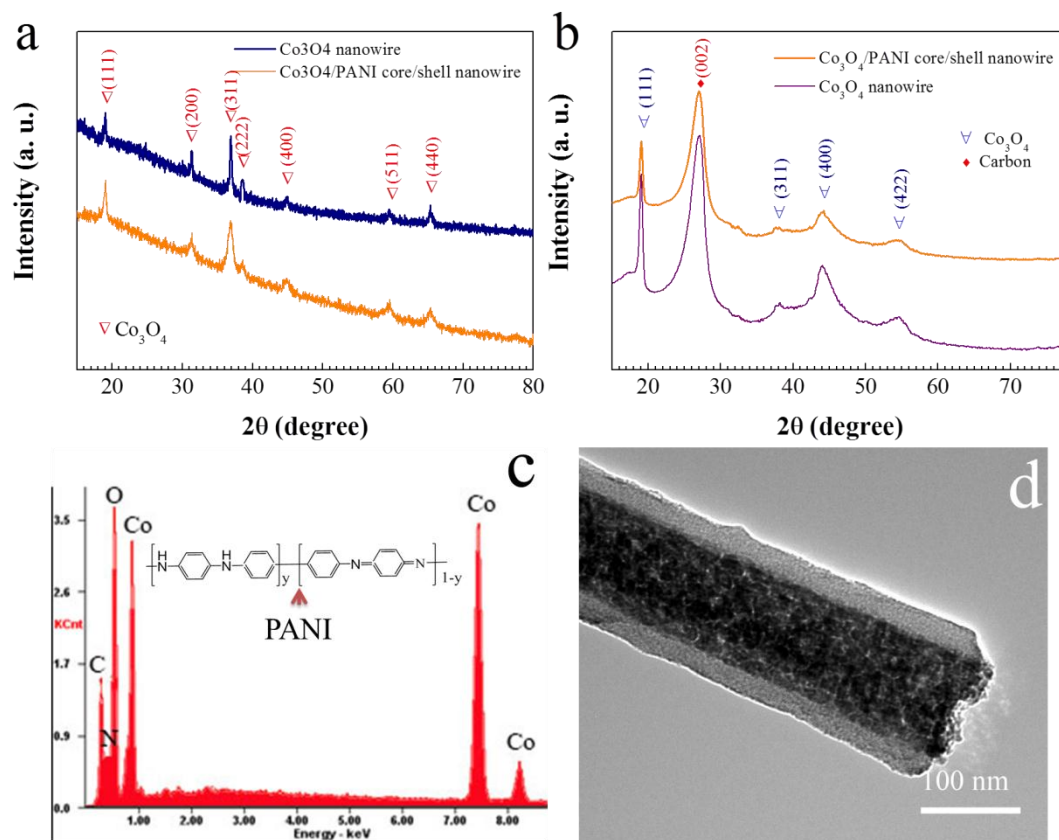 a
Co3O4 nanowire
Co3O4/PANI core/shell nanowire
(111)
(200)
(311)
(222)
(400)
(511)
(440)
Co₃O₄
Intensity (a. u.)
20 30 40 50 60 70 80
2θ (degree)
b
Co₃O₄/PANI core/shell nanowire
Co₃O₄ nanowire
(111)
(002)
(311)
(400)
(422)
Co₃O₄
Carbon
Intensity (a. u.)
20 30 40 50 60 70
2θ (degree)
c
O
Co
Co
C
N
Co
3.5
2.6
KCnt
1.7
0.9
0.0
H
N
H
N
y
N
N
1-y
PANI
1.00 2.00 3.00 4.00 5.00 6.00 7.00 8.00
Energy - keV
d
100 nm